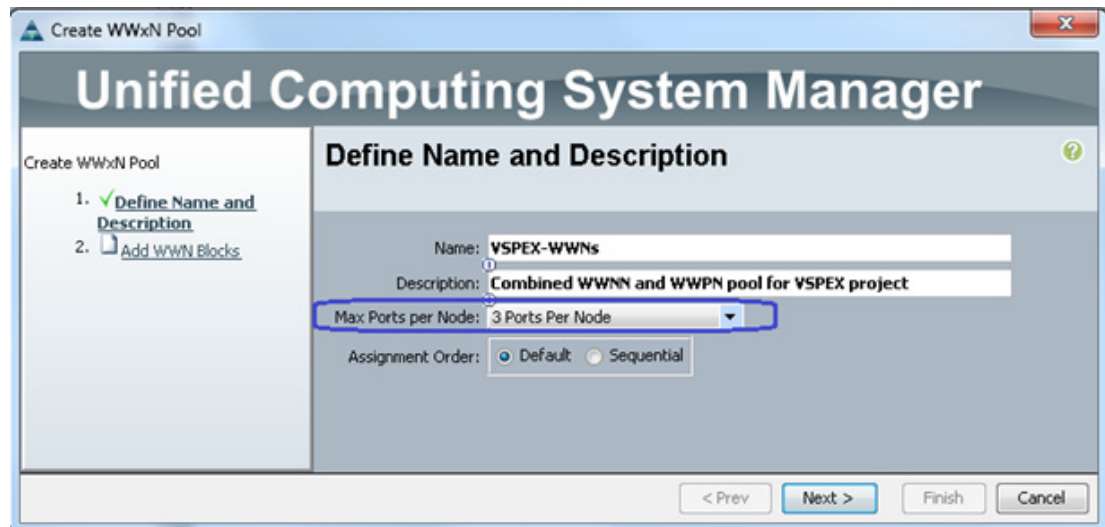 Create WWxN Pool
Unified Computing System Manager
Create WWxN Pool
1. Define Name and
Description
2. Add WWN Blocks
Define Name and Description
Name: VSPEX-WWNs
Description: Combined WWNN and WWPN pool for VSPEX project
Max Ports per Node: 3 Ports Per Node
Assignment Order: Default Sequential
< Prev Next > Finish Cancel